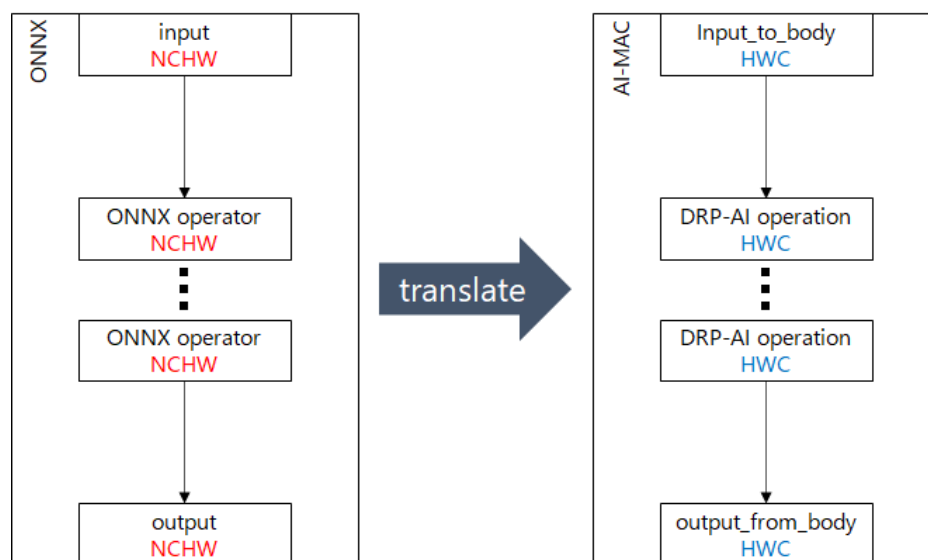 ONNX
input
NCHW
ONNX operator
NCHW
ONNX operator
NCHW
output
NCHW
translate
AI-MAC
Input_to_body
HWC
DRP-AI operation
HWC
DRP-AI operation
HWC
output_from_body
HWC